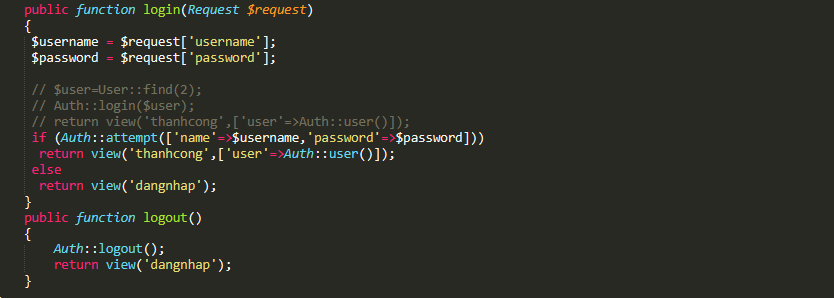 public function login(Request $request)
{
$username = $request['username'];
$password = $request['password'];
// $user=User::find(2);
// Auth::login($user);
// return view('thanhcong',['user'=>Auth::user()]);
if (Auth::attempt(['name'=>$username,'password'=>$password]))
return view('thanhcong',['user'=>Auth::user()]);
else
return view('dangnhap');
}
public function logout()
{
Auth::logout();
return view('dangnhap');
}